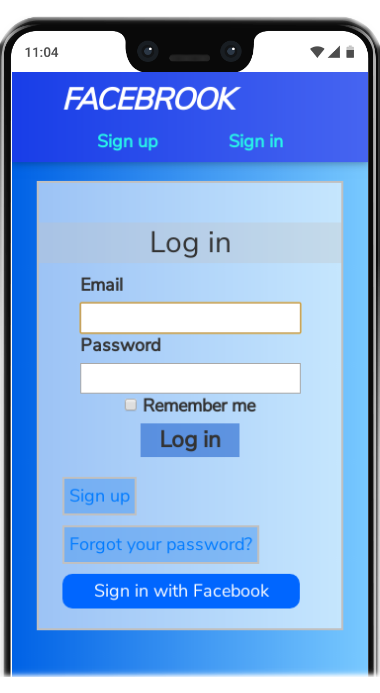 11:04
FACEBROOK
Sign up Sign in
Log in
Email
Password
Remember me
Log in
Sign up
Forgot your password?
Sign in with Facebook